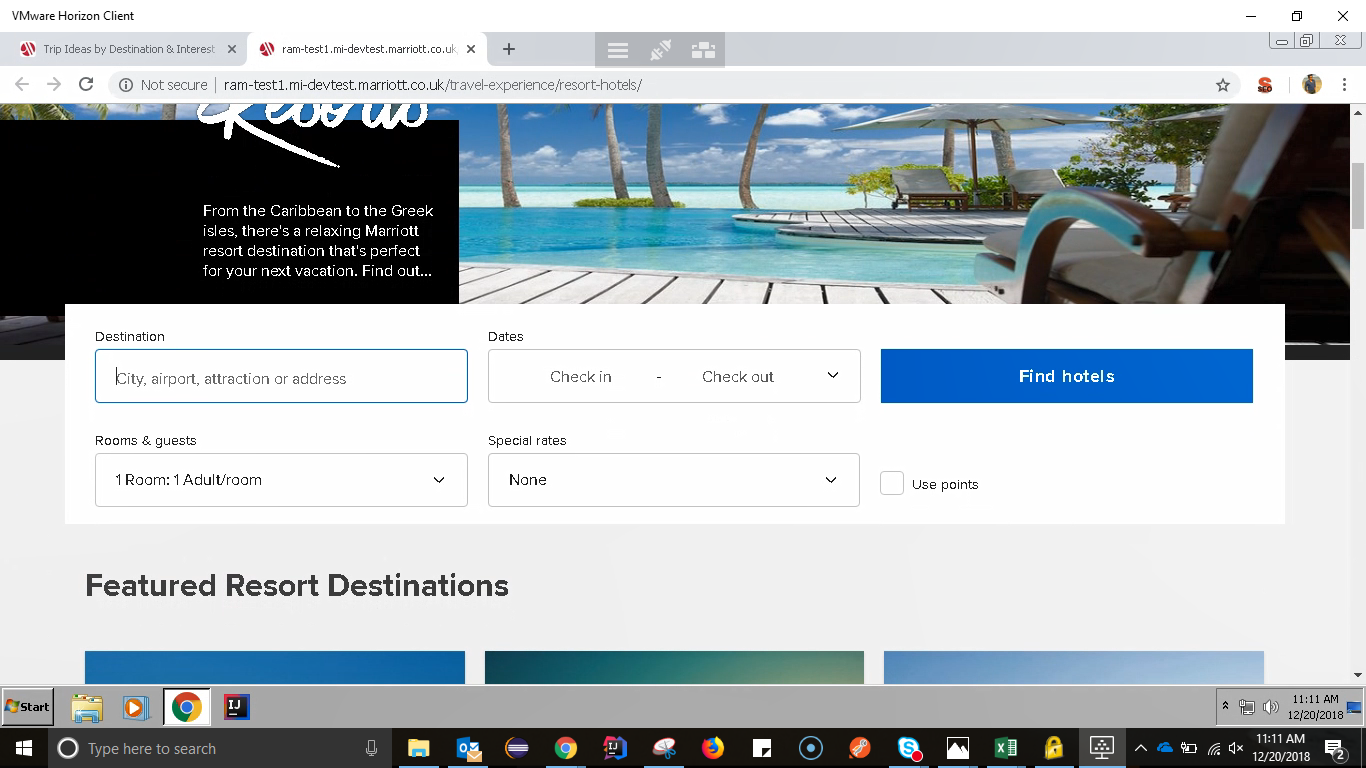 VMware Horizon Client
Trip Ideas by Destination & Interest
ram-test1.mi-devtest.marriott.co.uk
Not secure | ram-test1.mi-devtest.marriott.co.uk/travel-experience/resort-hotels/
SEO
Resorts
From the Caribbean to the Greek
isles, there's a relaxing Marriott
resort destination that's perfect
for your next vacation. Find out...
Destination
Dates
City, airport, attraction or address
Check in - Check out
Find hotels
Rooms & guests
Special rates
1 Room: 1 Adult/room
None
Use points
Featured Resort Destinations
Start
IJ
11:11 AM
12/20/2018
Type here to search
IJ
11:11 AM
12/20/2018
2